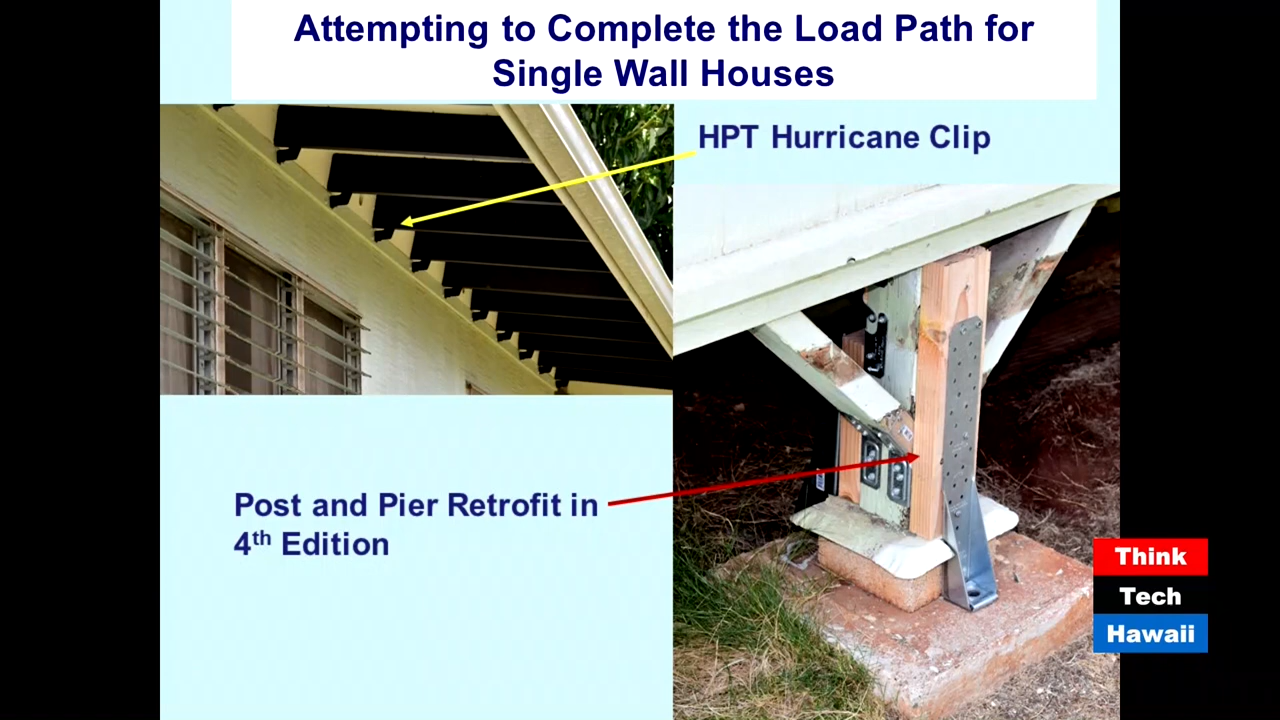 Attempting to Complete the Load Path for
Single Wall Houses
HPT Hurricane Clip
Post and Pier Retrofit in
4th Edition
Think
Tech
Hawaii